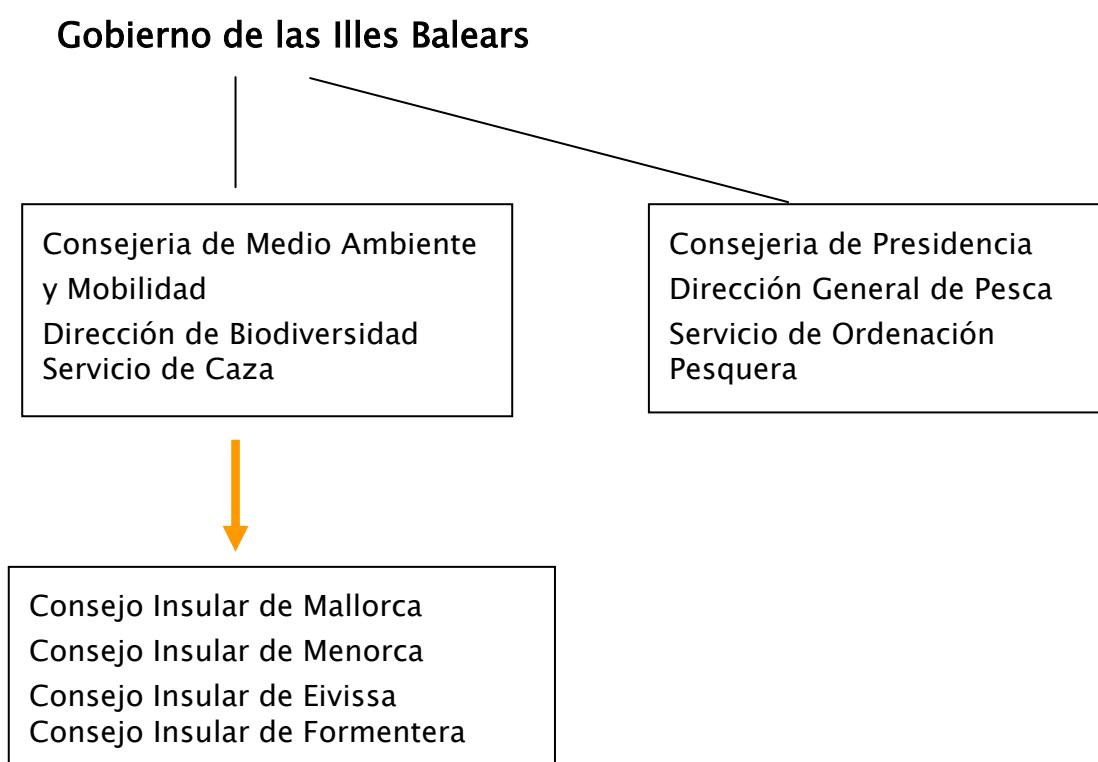 Gobierno de las Illes Balears
Consejeria de Medio Ambiente
y Mobilidad
Dirección de Biodiversidad
Servicio de Caza
Consejeria de Presidencia
Dirección General de Pesca
Servicio de Ordenación
Pesquera
Consejo Insular de Mallorca
Consejo Insular de Menorca
Consejo Insular de Eivissa
Consejo Insular de Formentera